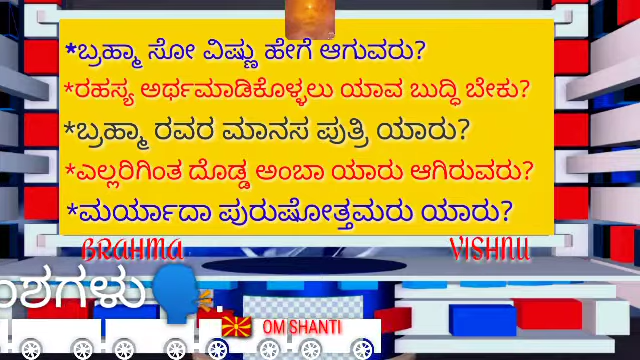 *ಬ್ರಹ್ಮಾ ಸೋ ವಿಷ್ಣು ಹೇಗೆ ಆಗುವರು?
*ರಹಸ್ಯ ಅರ್ಥಮಾಡಿಕೊಳ್ಳಲು ಯಾವ ಬುದ್ಧಿ ಬೇಕು?
*ಬ್ರಹ್ಮಾ ರವರ ಮಾನಸ ಪುತ್ರಿ ಯಾರು?
*ಎಲ್ಲರಿಗಿಂತ ದೊಡ್ಡ ಅಂಬಾ ಯಾರು ಆಗಿರುವರು?
*ಮರ್ಯಾದಾ ಪುರುಷೋತ್ತಮರು ಯಾರು?
BRAHMA VISHNU
ಂಶಗಳು🗣️.
OM SHANTI